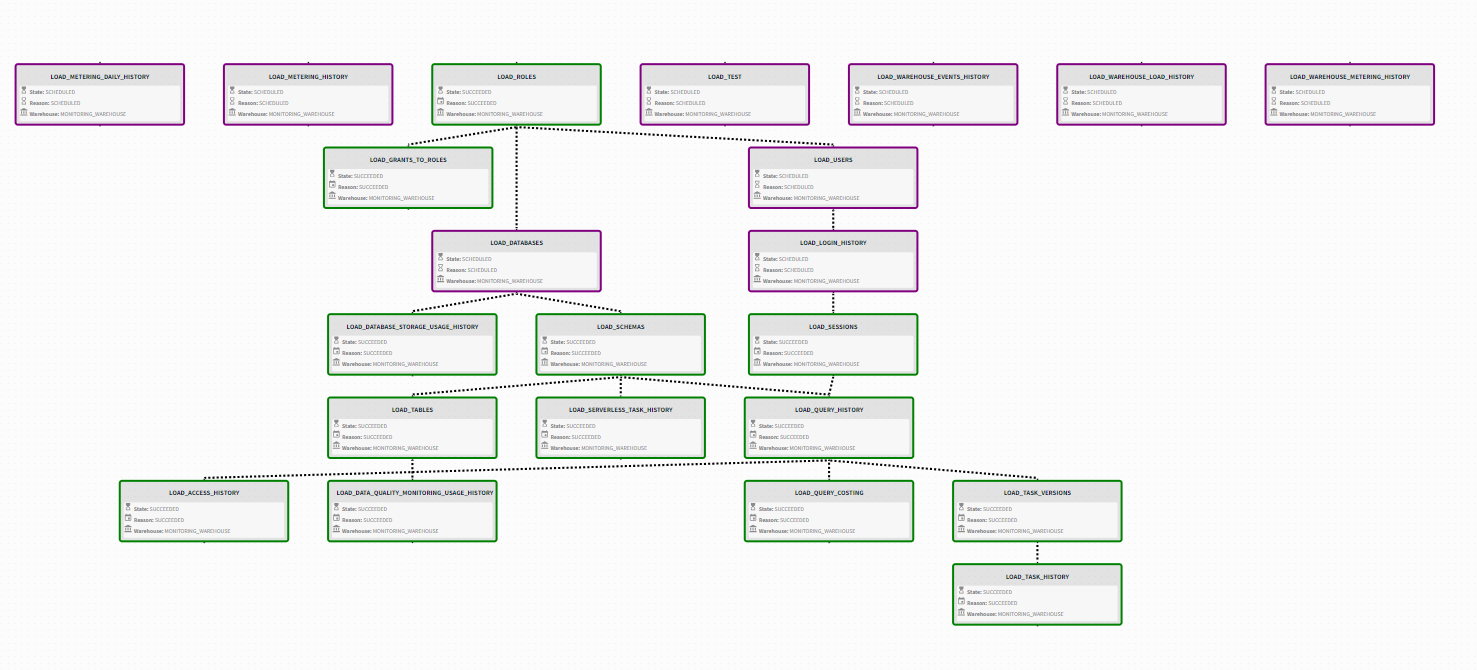 LOAD_METERING_DAILY_HISTORY
State: SCHEDULED
Reason: SCHEDULED
Warehouse: MONITORING_WAREHOUSE
LOAD_METERING_HISTORY
State: SCHEDULED
Reason: SCHEDULED
Warehouse: MONITORING_WAREHOUSE
LOAD_ROLES
State: SUCCEEDED
Reason: SUCCEEDED
Warehouse: MONITORING_WAREHOUSE
LOAD_TEST
State: SCHEDULED
Reason: SCHEDULED
Warehouse: MONITORING_WAREHOUSE
LOAD_WAREHOUSE_EVENTS_HISTORY
State: SCHEDULED
Reason: SCHEDULED
Warehouse: MONITORING_WAREHOUSE
LOAD_WAREHOUSE_LOAD_HISTORY
State: SCHEDULED
Reason: SCHEDULED
Warehouse: MONITORING_WAREHOUSE
LOAD_WAREHOUSE_METERING_HISTORY
State: SCHEDULED
Reason: SCHEDULED
Warehouse: MONITORING_WAREHOUSE
LOAD_GRANTS_TO_ROLES
State: SUCCEEDED
Reason: SUCCEEDED
Warehouse: MONITORING_WAREHOUSE
LOAD_USERS
State: SCHEDULED
Reason: SCHEDULED
Warehouse: MONITORING_WAREHOUSE
LOAD_DATABASES
State: SCHEDULED
Reason: SCHEDULED
Warehouse: MONITORING_WAREHOUSE
LOAD_LOGIN_HISTORY
State: SCHEDULED
Reason: SCHEDULED
Warehouse: MONITORING_WAREHOUSE
LOAD_DATABASE_STORAGE_USAGE_HISTORY
State: SUCCEEDED
Reason: SUCCEEDED
Warehouse: MONITORING_WAREHOUSE
LOAD_SCHEMAS
State: SUCCEEDED
Reason: SUCCEEDED
Warehouse: MONITORING_WAREHOUSE
LOAD_SESSIONS
State: SUCCEEDED
Reason: SUCCEEDED
Warehouse: MONITORING_WAREHOUSE
LOAD_TABLES
State: SUCCEEDED
Reason: SUCCEEDED
Warehouse: MONITORING_WAREHOUSE
LOAD_SERVERLESS_TASK_HISTORY
State: SUCCEEDED
Reason: SUCCEEDED
Warehouse: MONITORING_WAREHOUSE
LOAD_QUERY_HISTORY
State: SUCCEEDED
Reason: SUCCEEDED
Warehouse: MONITORING_WAREHOUSE
LOAD_ACCESS_HISTORY
State: SUCCEEDED
Reason: SUCCEEDED
Warehouse: MONITORING_WAREHOUSE
LOAD_DATA_QUALITY_MONITORING_USAGE_HISTORY
State: SUCCEEDED
Reason: SUCCEEDED
Warehouse: MONITORING_WAREHOUSE
LOAD_QUERY_COSTING
State: SUCCEEDED
Reason: SUCCEEDED
Warehouse: MONITORING_WAREHOUSE
LOAD_TASK_VERSIONS
State: SUCCEEDED
Reason: SUCCEEDED
Warehouse: MONITORING_WAREHOUSE
LOAD_TASK_HISTORY
State: SUCCEEDED
Reason: SUCCEEDED
Warehouse: MONITORING_WAREHOUSE